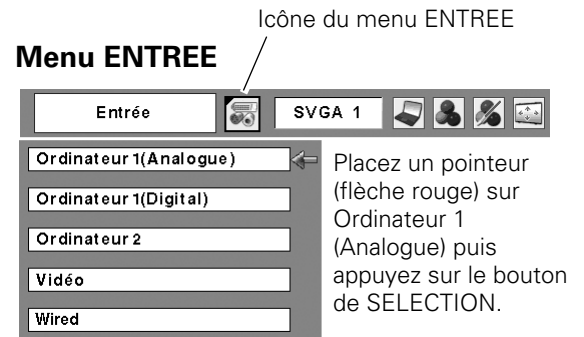 Icône du menu ENTREE
Menu ENTREE
Entrée
SVGA 1
Ordinateur 1(Analogue)
Ordinateur 1(Digital)
Ordinateur 2
Vidéo
Wired
Placez un pointeur
(flèche rouge) sur
Ordinateur 1
(Analogue) puis
appuyez sur le bouton
de SELECTION.